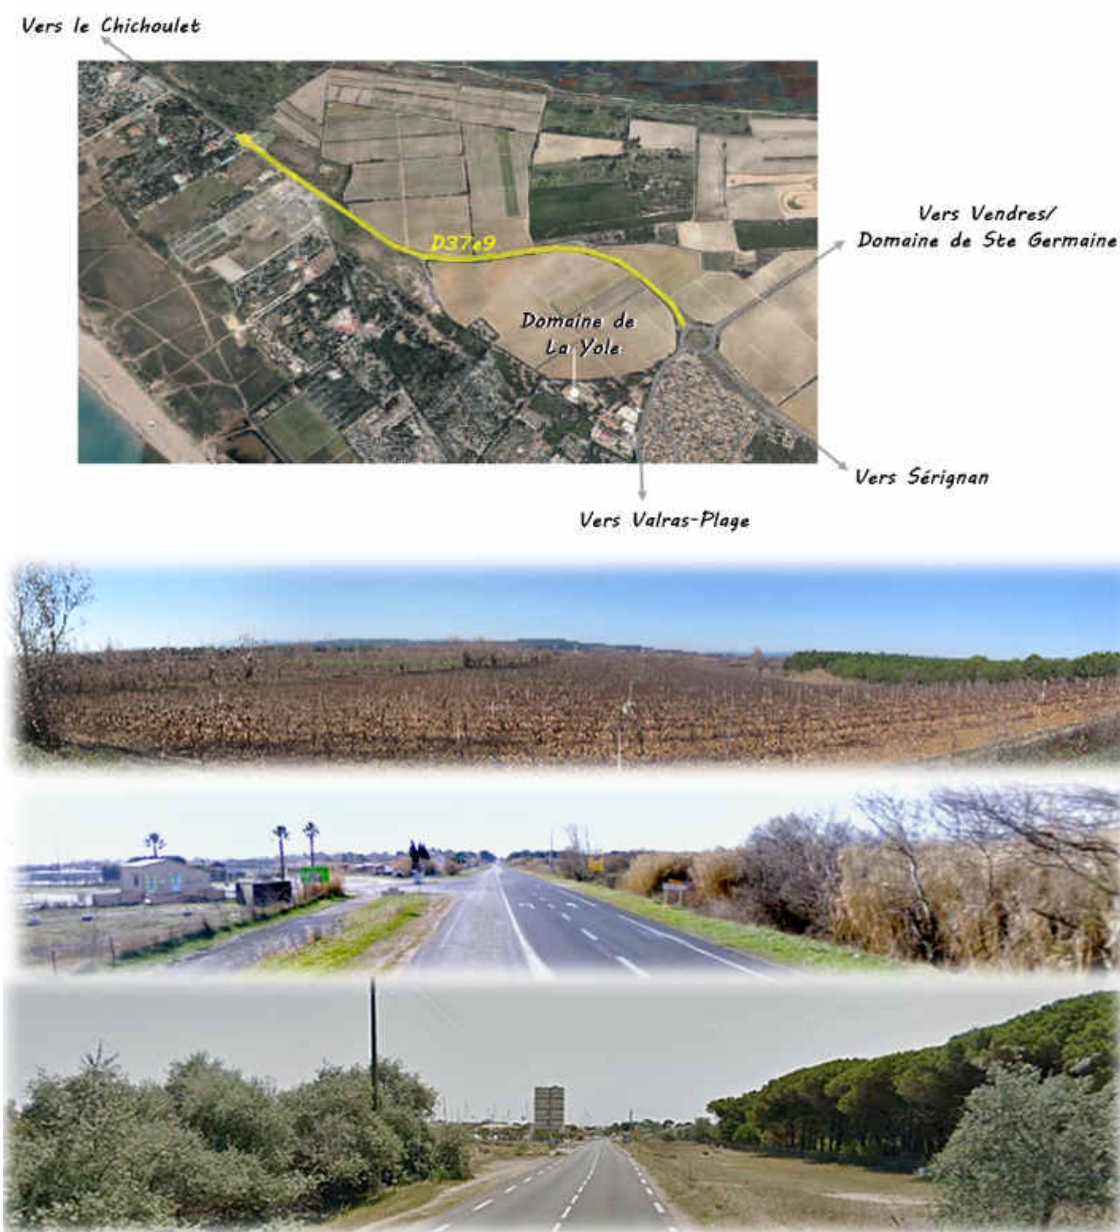 Vers le Chichoulet
Vers Vendres/
Domaine de Ste Germaine
D37e9
Domaine de
La Yole
Vers Sérignan
Vers Valras-Plage